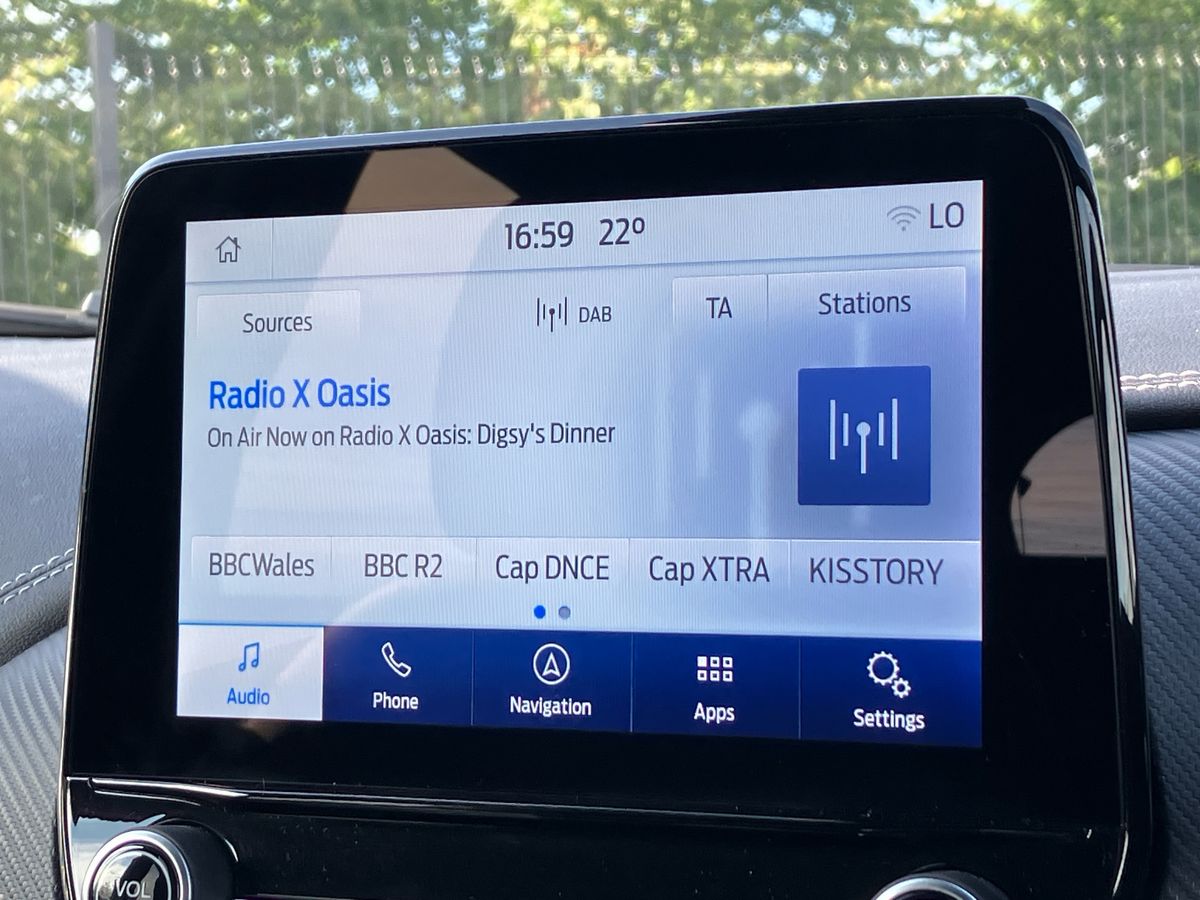 16:59 22º LO
Sources DAB TA Stations
Radio X Oasis
On Air Now on Radio X Oasis: Digsy's Dinner
BBCWales BBC R2 Cap DNCE Cap XTRA KISSTORY
Audio Phone Navigation Apps Settings
VOL